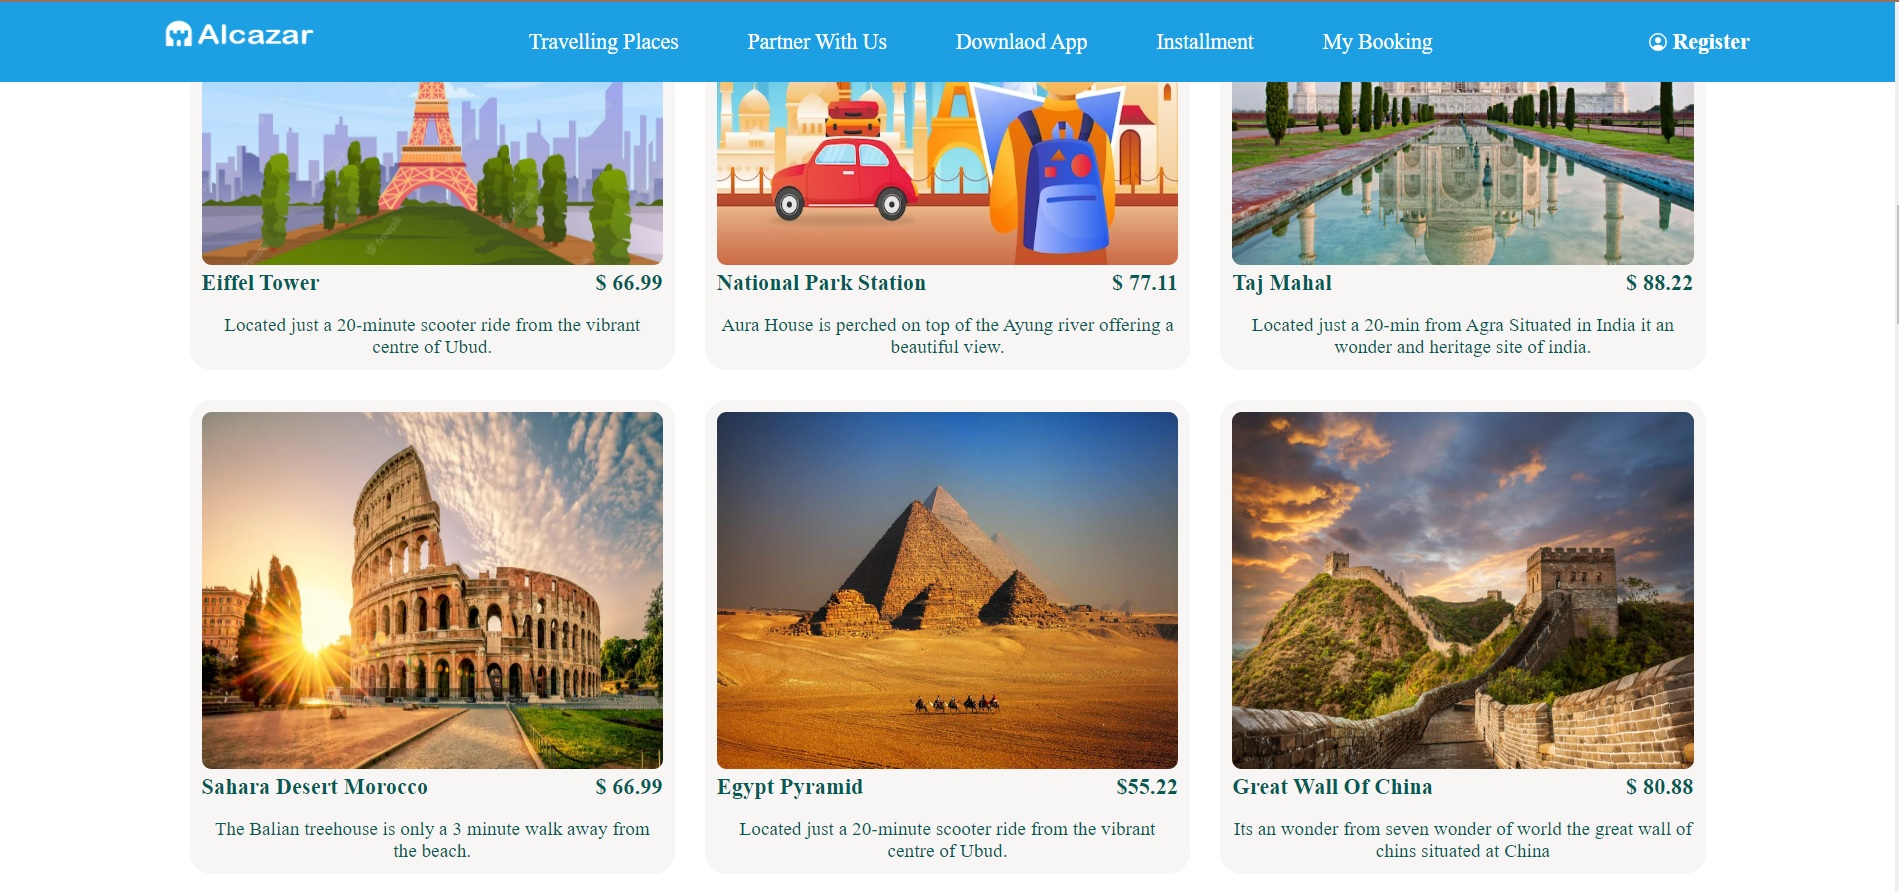 Alcazar
Travelling Places
Partner With Us
Downlaod App
Installment
My Booking
Register
Eiffel Tower $ 66.99
Located just a 20-minute scooter ride from the vibrant
centre of Ubud.
National Park Station $ 77.11
Aura House is perched on top of the Ayung river offering a
beautiful view.
Taj Mahal $ 88.22
Located just a 20-min from Agra Situated in India it an
wonder and heritage site of india.
Sahara Desert Morocco $ 66.99
The Balian treehouse is only a 3 minute walk away from
the beach.
Egypt Pyramid $55.22
Located just a 20-minute scooter ride from the vibrant
centre of Ubud.
Great Wall Of China $ 80.88
Its an wonder from seven wonder of world the great wall of
chins situated at China